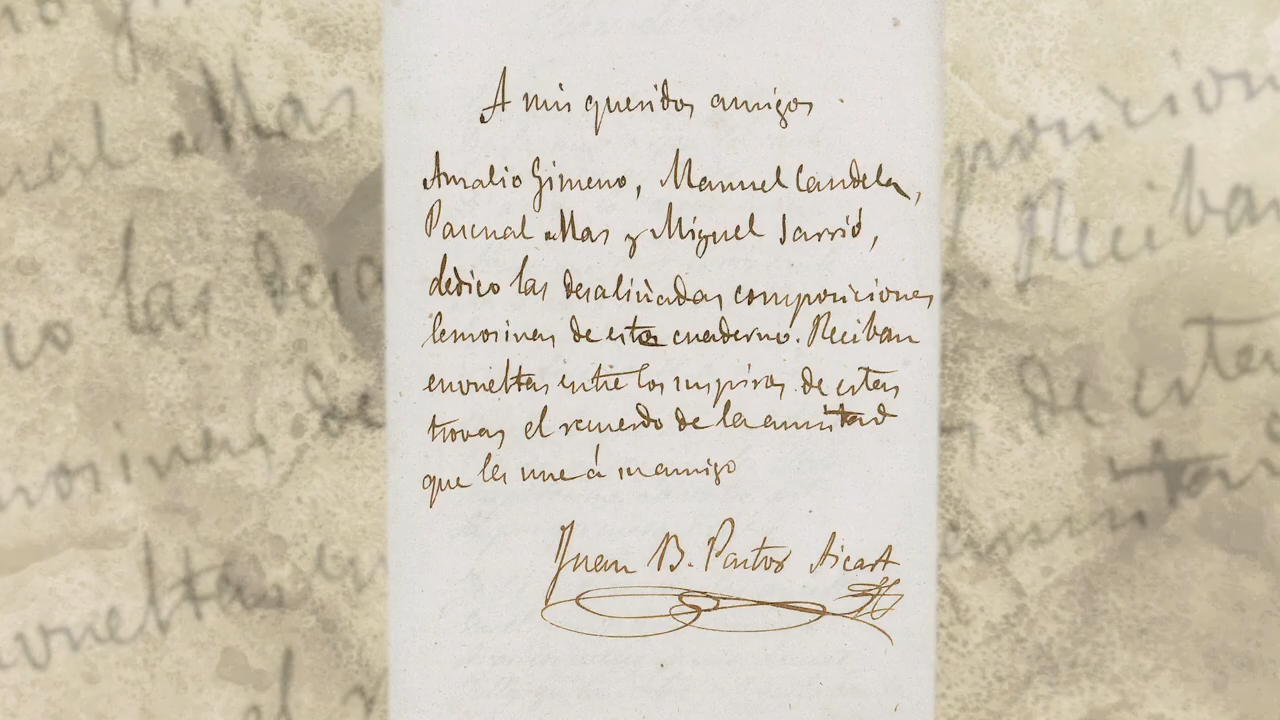 A mis queridos amigos
Amalio Gimeno, Manuel Candela,
Pascual Mas y Miguel Sarrió,
dedico las desaliñadas composiciones
lemosinas de este cuaderno. Reciban
envueltas entre los suspiros de estas
trovas el recuerdo de la amistad
que les une á su amigo
Juan B. Pastor Aicart